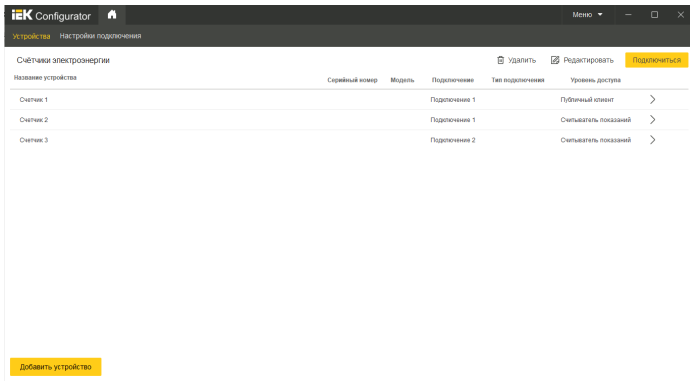 iEK Configurator Меню
Устройства Настройки подключения
Счётчики электроэнергии Удалить Редактировать Подключиться
Название устройства Серийный номер Модель Подключение Тип подключения Уровень доступа
Счетчик 1 Подключение 1 Публичный клиент
Счетчик 2 Подключение 1 Считыватель показаний
Счетчик 3 Подключение 2 Считыватель показаний
Добавить устройство